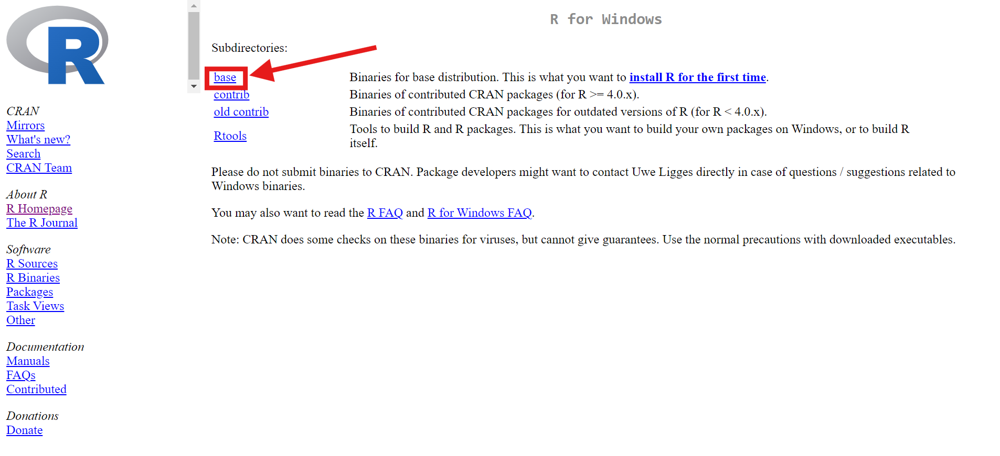 R
CRAN
Mirrors
What's new?
Search
CRAN Team
About R
R Homepage
The R Journal
Software
R Sources
R Binaries
Packages
Task Views
Other
Documentation
Manuals
FAQs
Contributed
Donations
Donate
R for Windows
Subdirectories:
base Binaries for base distribution. This is what you want to install R for the first time.
contrib Binaries of contributed CRAN packages (for R >= 4.0.x).
old contrib Binaries of contributed CRAN packages for outdated versions of R (for R < 4.0.x).
Rtools Tools to build R and R packages. This is what you want to build your own packages on Windows, or to build R
itself.
Please do not submit binaries to CRAN. Package developers might want to contact Uwe Ligges directly in case of questions / suggestions related to
Windows binaries.
You may also want to read the R FAQ and R for Windows FAQ.
Note: CRAN does some checks on these binaries for viruses, but cannot give guarantees. Use the normal precautions with downloaded executables.